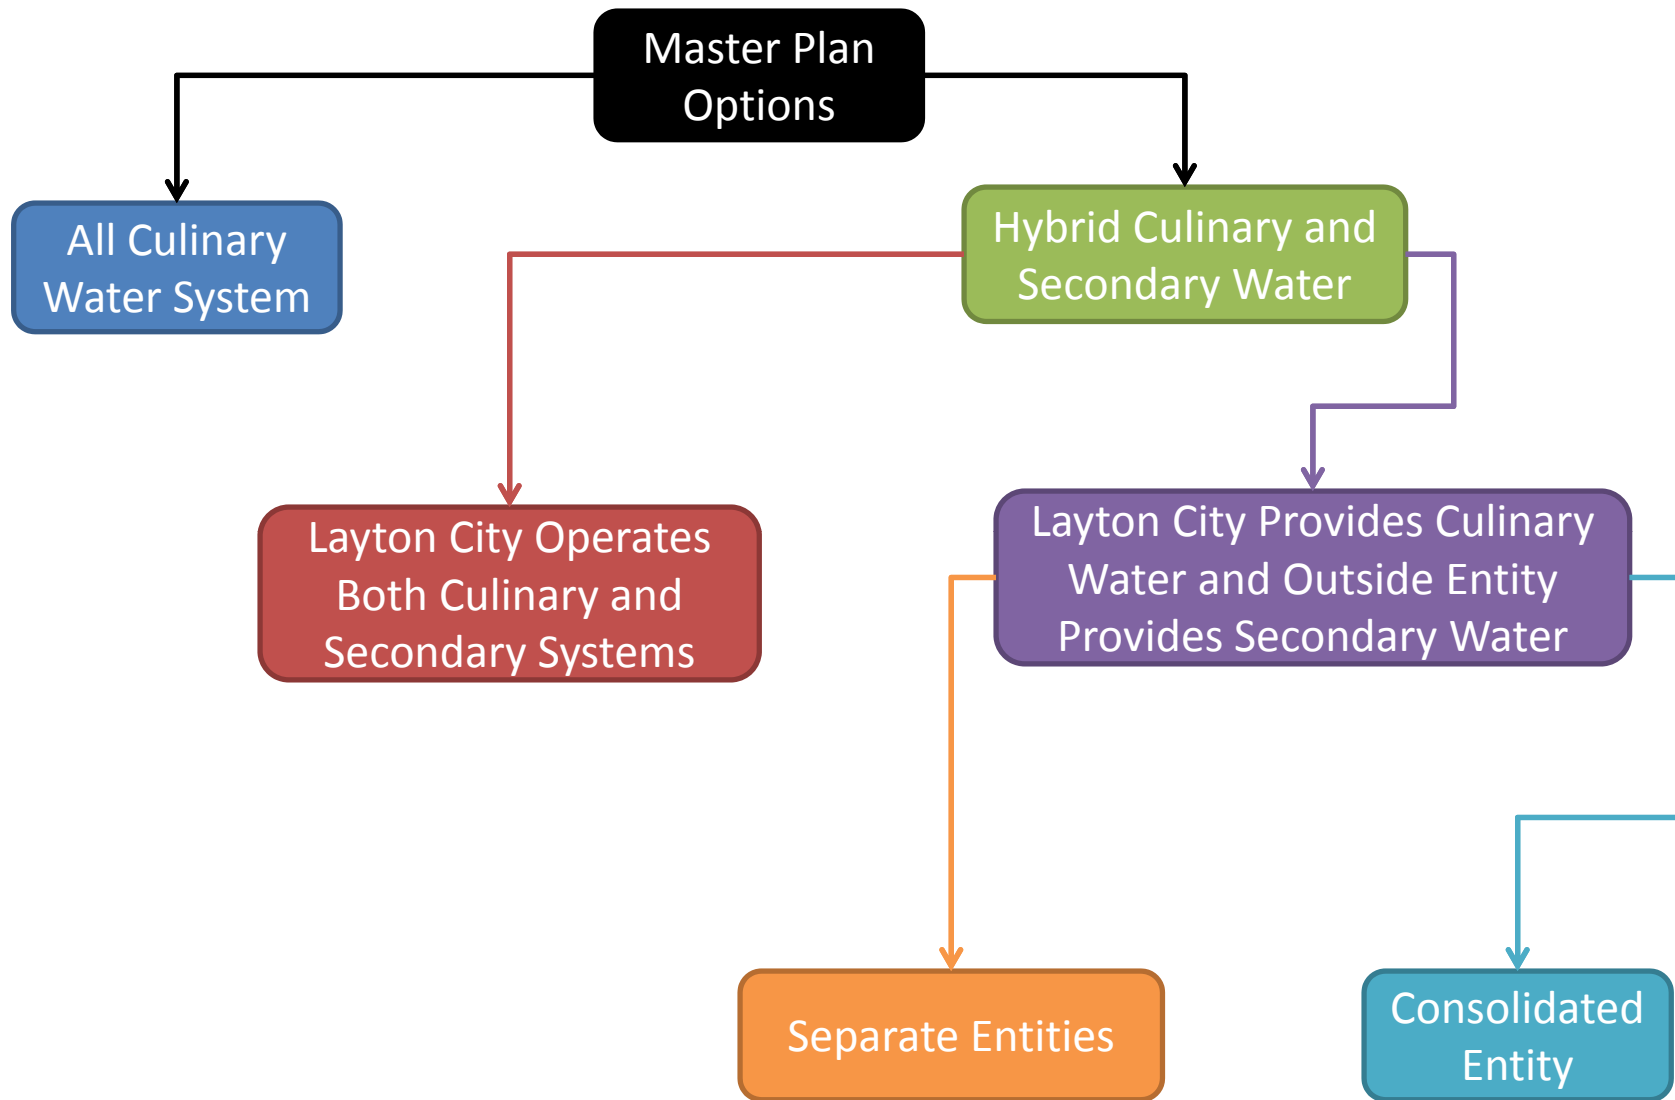 Master Plan
Options
All Culinary
Water System
Hybrid Culinary and
Secondary Water
Layton City Operates
Both Culinary and
Secondary Systems
Layton City Provides Culinary
Water and Outside Entity
Provides Secondary Water
Separate Entities
Consolidated
Entity